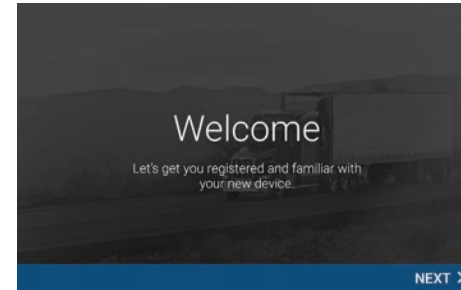 Welcome
Let's get you registered and familiar with
your new device.
NEXT >